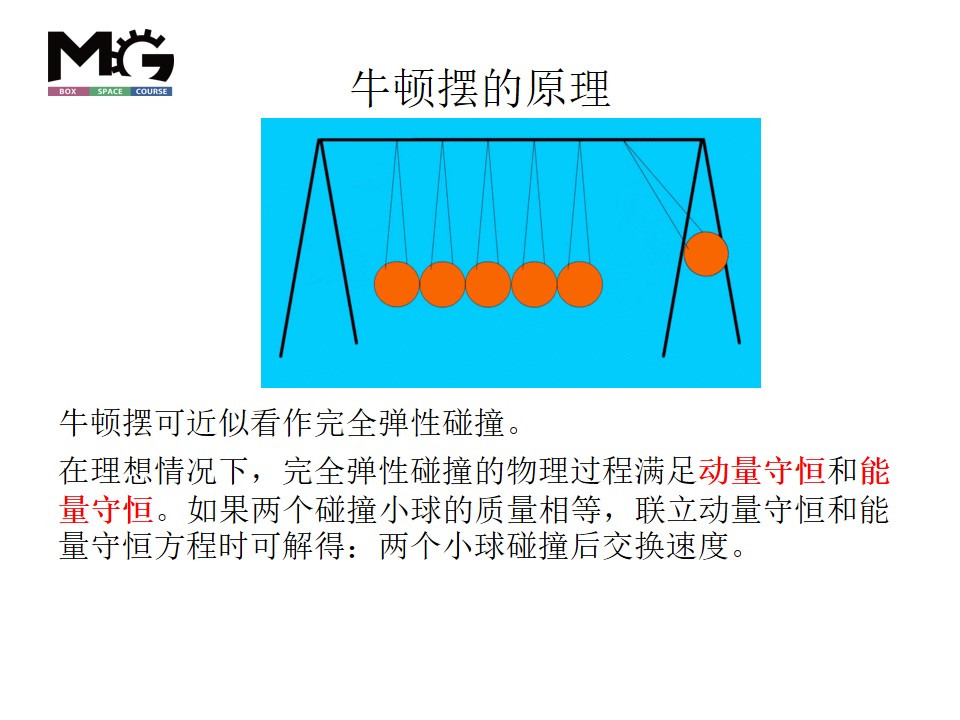 MG
BOX SPACE COURSE
牛顿摆的原理
牛顿摆可近似看作完全弹性碰撞。
在理想情况下，完全弹性碰撞的物理过程满足动量守恒和能
量守恒。如果两个碰撞小球的质量相等，联立动量守恒和能
量守恒方程时可解得：两个小球碰撞后交换速度。